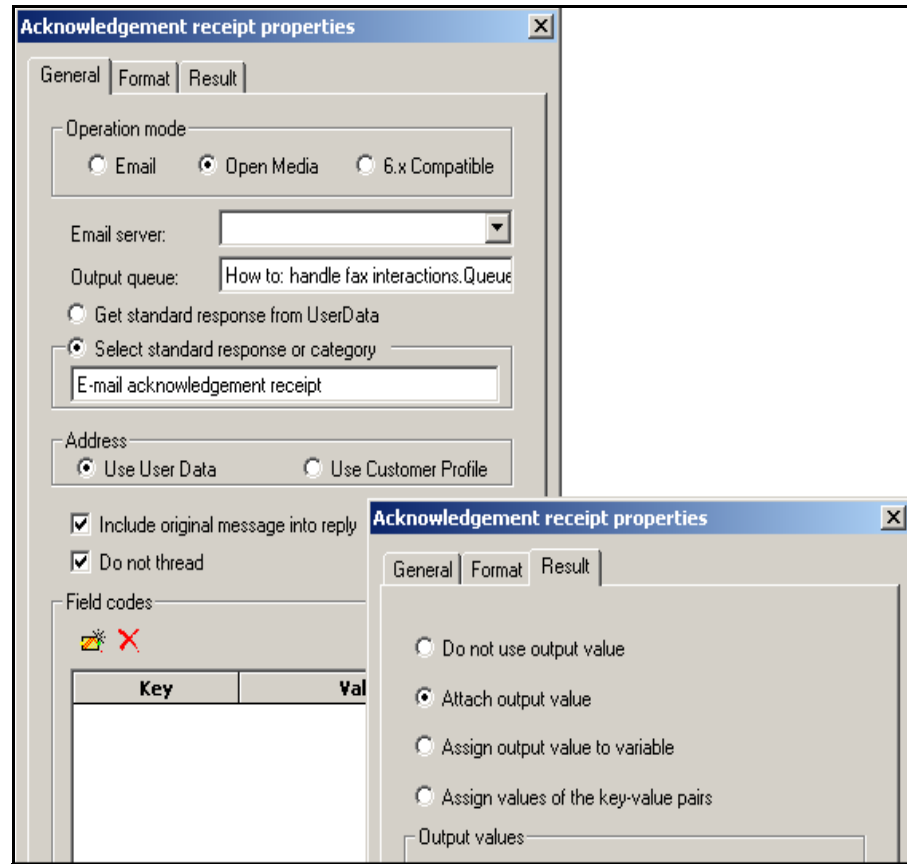 Acknowledgement receipt properties
General Format Result
Operation mode
Email Open Media 6.x Compatible
Email server:
Output queue: How to: handle fax interactions.Queue
Get standard response from UserData
Select standard response or category
E-mail acknowledgement receipt
Address
Use User Data Use Customer Profile
Include original message into reply
Do not thread
Field codes
Key Val
Acknowledgement receipt properties
General Format Result
Do not use output value
Attach output value
Assign output value to variable
Assign values of the key-value pairs
Output values